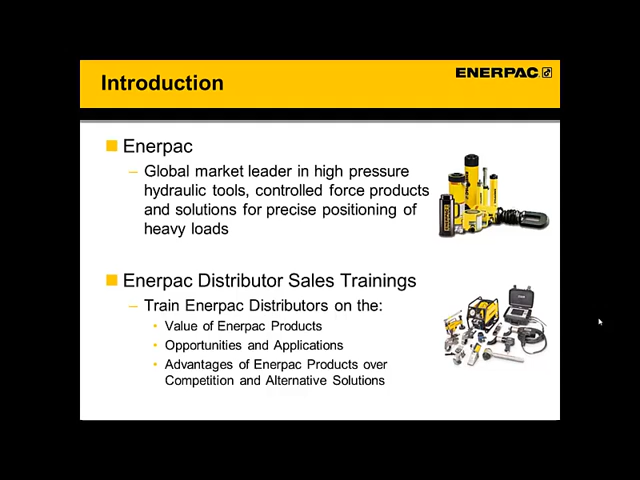 Introduction
ENERPAC
Enerpac
– Global market leader in high pressure
hydraulic tools, controlled force products
and solutions for precise positioning of
heavy loads
Enerpac Distributor Sales Trainings
– Train Enerpac Distributors on the:
• Value of Enerpac Products
• Opportunities and Applications
• Advantages of Enerpac Products over
Competition and Alternative Solutions